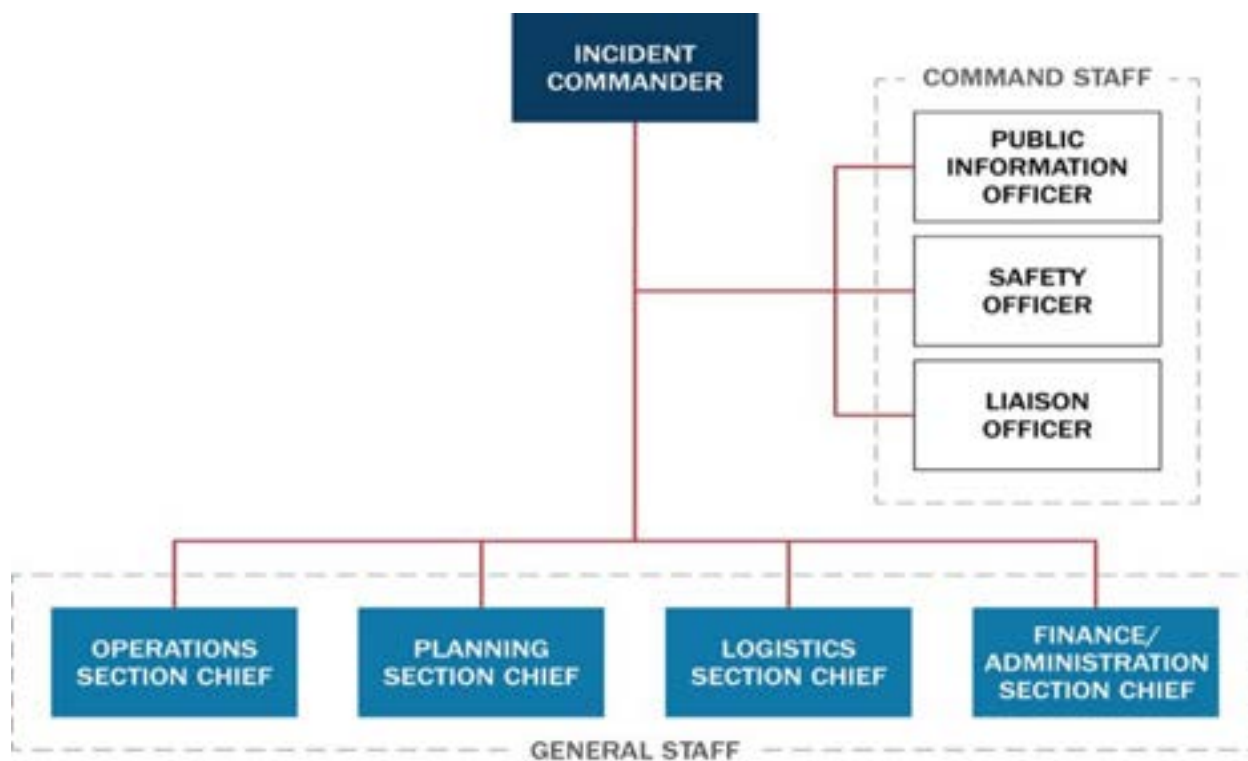 INCIDENT
COMMANDER
COMMAND STAFF
PUBLIC
INFORMATION
OFFICER
SAFETY
OFFICER
LIAISON
OFFICER
OPERATIONS
SECTION CHIEF
PLANNING
SECTION CHIEF
LOGISTICS
SECTION CHIEF
FINANCE/
ADMINISTRATION
SECTION CHIEF
GENERAL STAFF